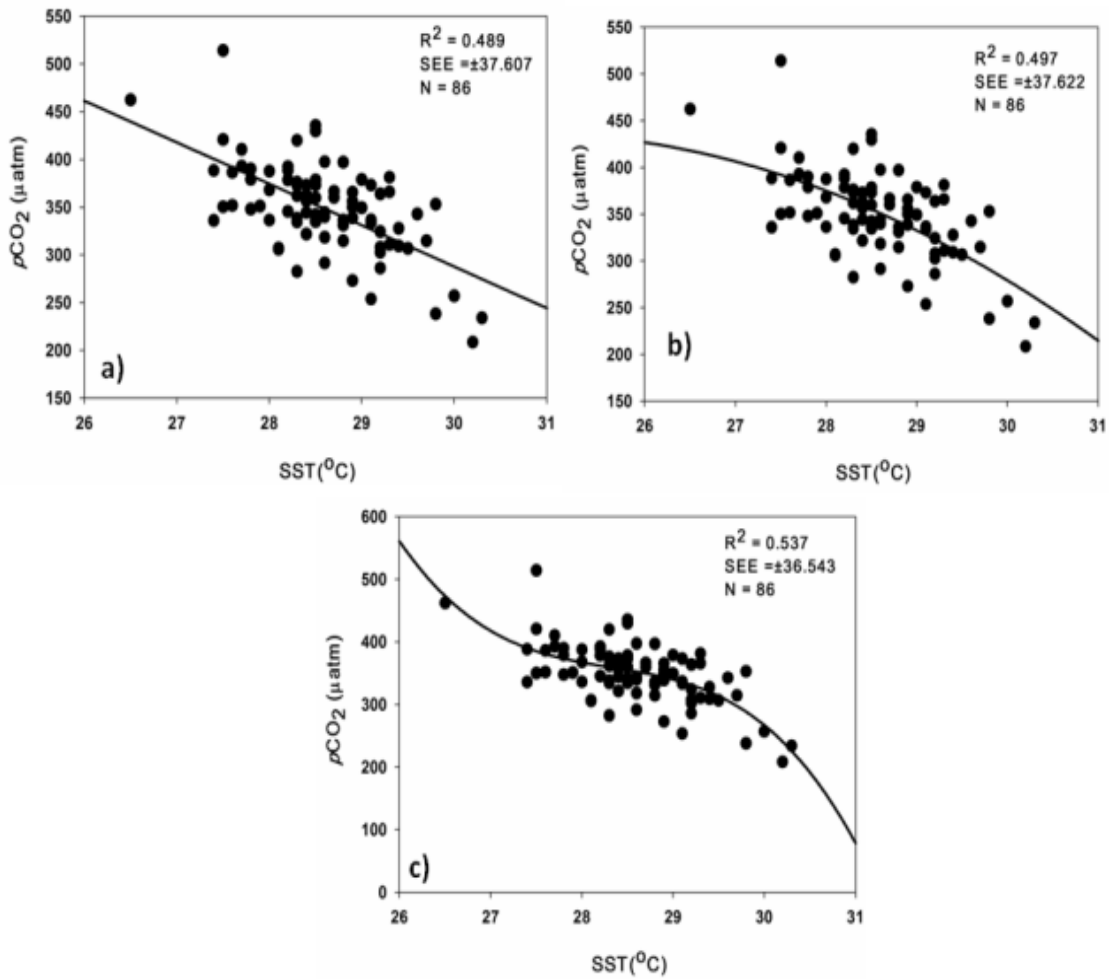 550
500
450
400
350
300
250
200
150
pCO₂ (µatm)
R² = 0.489
SEE =±37.607
N = 86
a)
26 27 28 29 30 31
SST(⁰C)
550
500
450
400
350
300
250
200
150
pCO₂ (µatm)
R² = 0.497
SEE =±37.622
N = 86
b)
26 27 28 29 30 31
SST(⁰C)
600
500
400
300
200
100
0
pCO₂ (µatm)
R² = 0.537
SEE =±36.543
N = 86
c)
26 27 28 29 30 31
SST(⁰C)